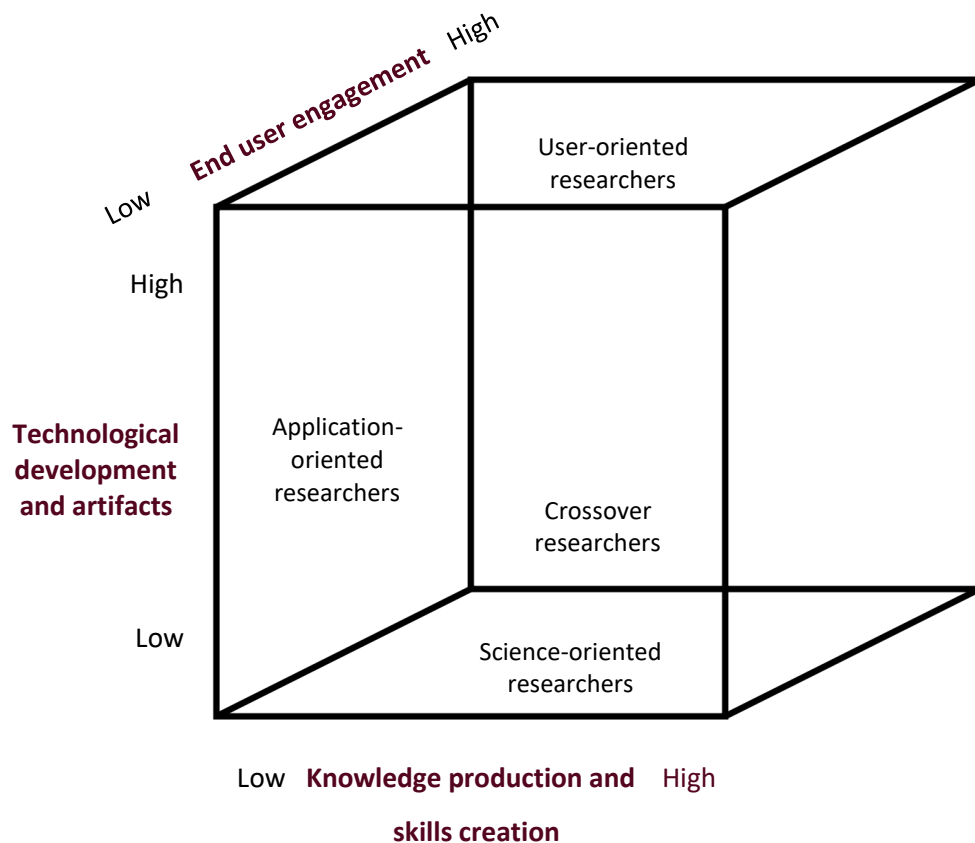 High
End user engagement
Low
User-oriented
researchers
High
Technological
development
and artifacts
Application-
oriented
researchers
Crossover
researchers
Low
Science-oriented
researchers
Low Knowledge production and High
skills creation